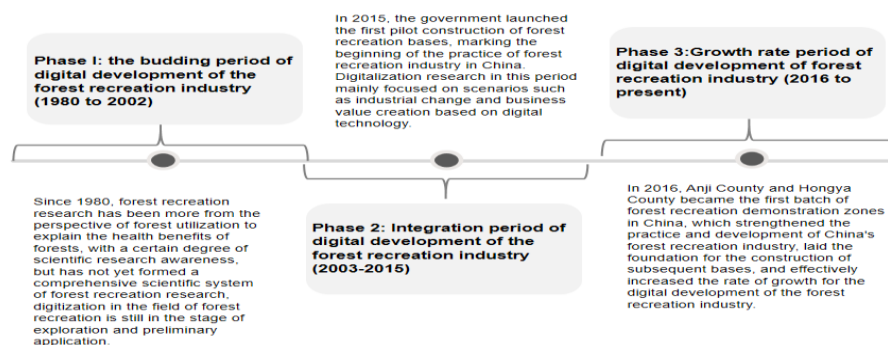 Phase I: the budding period of
digital development of the
forest recreation industry
(1980 to 2002)
Since 1980, forest recreation
research has been more from the
perspective of forest utilization to
explain the health benefits of
forests, with a certain degree of
scientific research awareness,
but has not yet formed a
comprehensive scientific system
of forest recreation research,
digitization in the field of forest
recreation is still in the stage of
exploration and preliminary
application.
In 2015, the government launched
the first pilot construction of forest
recreation bases, marking the
beginning of the practice of forest
recreation industry in China.
Digitalization research in this period
mainly focused on scenarios such
as industrial change and business
value creation based on digital
technology.
Phase 2: Integration period of
digital development of the
forest recreation industry
(2003-2015)
Phase 3:Growth rate period of
digital development of forest
recreation industry (2016 to
present)
In 2016, Anji County and Hongya
County became the first batch of
forest recreation demonstration zones
in China, which strengthened the
practice and development of China's
forest recreation industry, laid the
foundation for the construction of
subsequent bases, and effectively
increased the rate of growth for the
digital development of the forest
recreation industry.